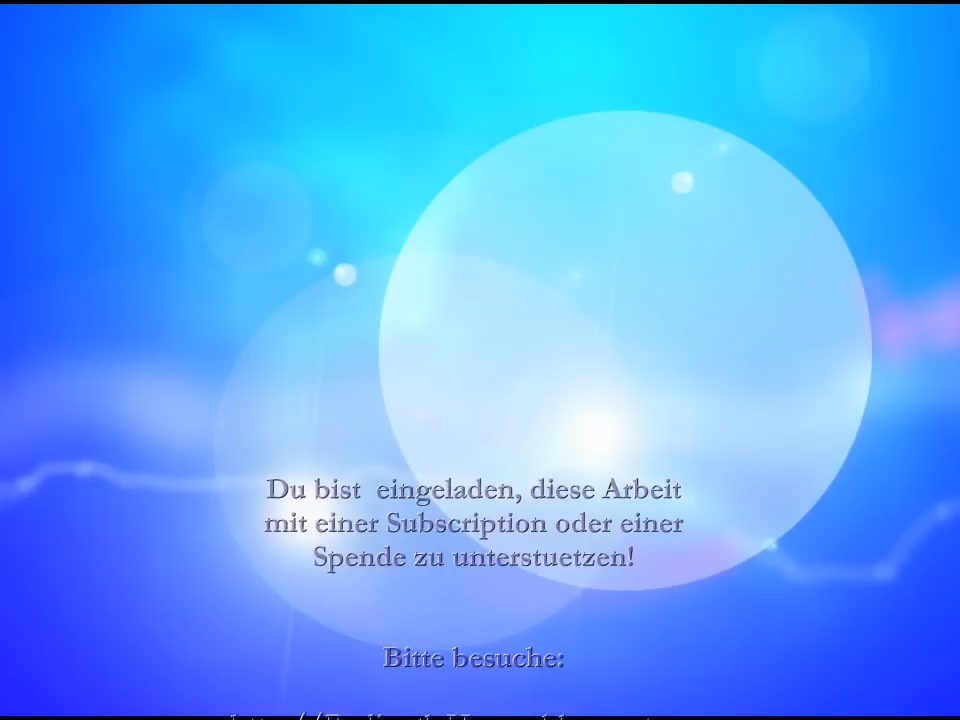 Du bist eingeladen, diese Arbeit
mit einer Subscription oder einer
Spende zu unterstuetzen!
Bitte besuche: